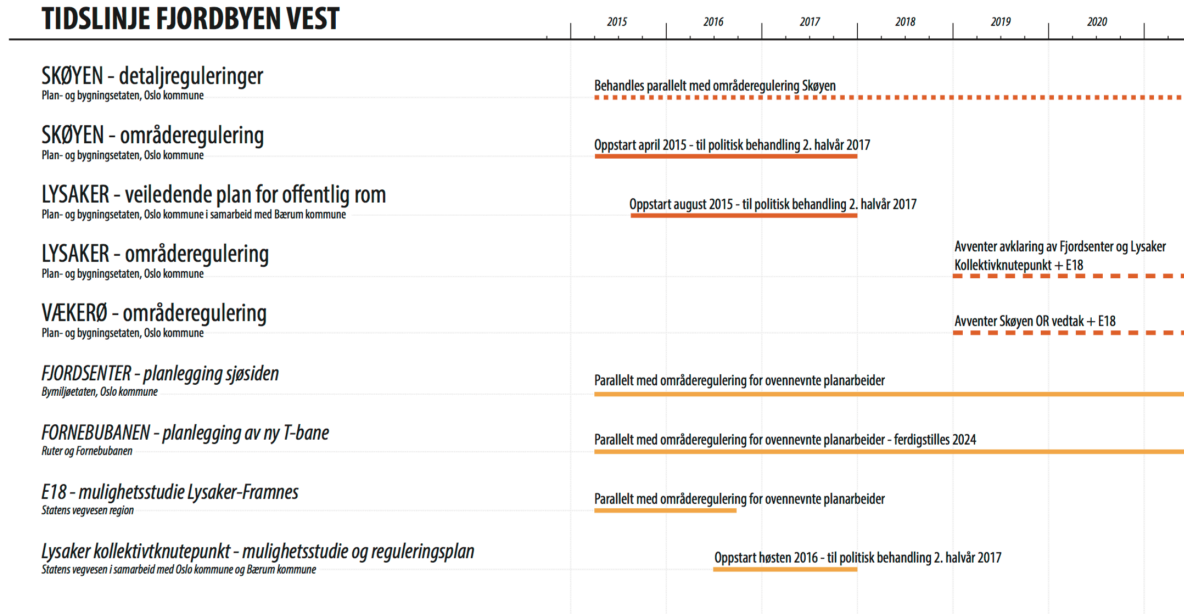 TIDSLINJE FJORDBYEN VEST
2015 2016 2017 2018 2019 2020
SKØYEN - detaljreguleringer
Plan- og bygningsetaten, Oslo kommune
Behandles parallelt med områderegulering Skøyen
SKØYEN - områderegulering
Plan- og bygningsetaten, Oslo kommune
Oppstart april 2015 - til politisk behandling 2. halvår 2017
LYSAKER - veiledende plan for offentlig rom
Plan- og bygningsetaten, Oslo kommune i samarbeid med Bærum kommune
Oppstart august 2015 - til politisk behandling 2. halvår 2017
LYSAKER - områderegulering
Plan- og bygningsetaten, Oslo kommune
Avventer avklaring av Fjordsenter og Lysaker
Kollektivknutepunkt + E18
VÆKERØ - områderegulering
Plan- og bygningsetaten, Oslo kommune
Avventer Skøyen OR vedtak + E18
FJORDSENTER - planlegging sjøsiden
Bymiljøetaten, Oslo kommune
Parallelt med områderegulering for ovennevnte planarbeider
FORNEBUBANEN - planlegging av ny T-bane
Ruter og Fornebubanen
Parallelt med områderegulering for ovennevnte planarbeider - ferdigstilles 2024
E18 - mulighetsstudie Lysaker-Framnes
Statens vegvesen region
Parallelt med områderegulering for ovennevnte planarbeider
Lysaker kollektivtknutepunkt - mulighetsstudie og reguleringsplan
Statens vegvesen i samarbeid med Oslo kommune og Bærum kommune
Oppstart høsten 2016 - til politisk behandling 2. halvår 2017